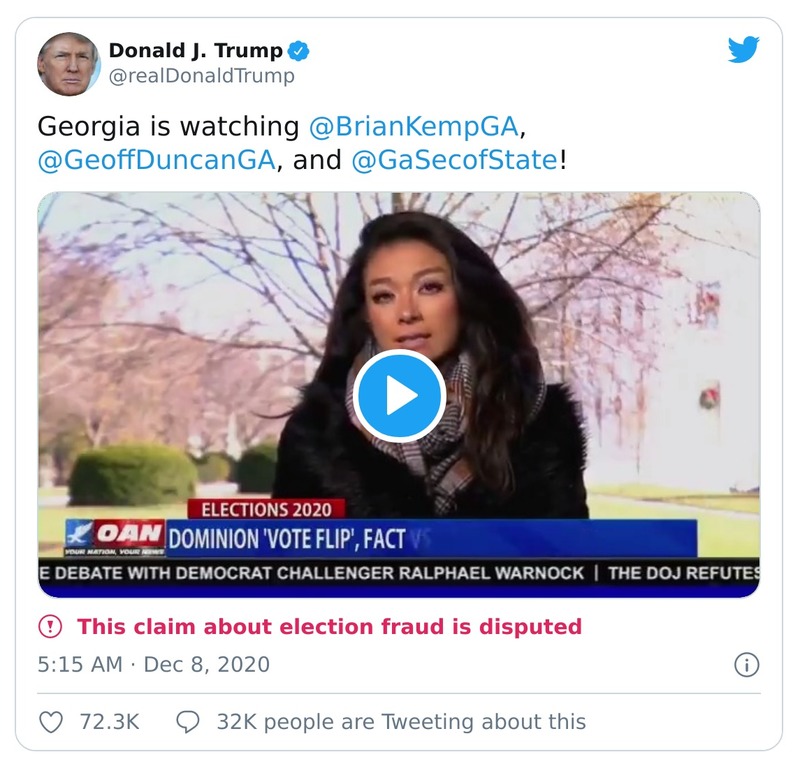 Donald J. Trump
@realDonaldTrump
Georgia is watching @BrianKempGA,
@GeoffDuncanGA, and @GaSecofState!
ELECTIONS 2020
OAN
YOUR NATION, YOUR NEWS
DOMINION 'VOTE FLIP', FACT VS
E DEBATE WITH DEMOCRAT CHALLENGER RALPHAEL WARNOCK | THE DOJ REFUTES
This claim about election fraud is disputed
5:15 AM · Dec 8, 2020
72.3K
32K people are Tweeting about this